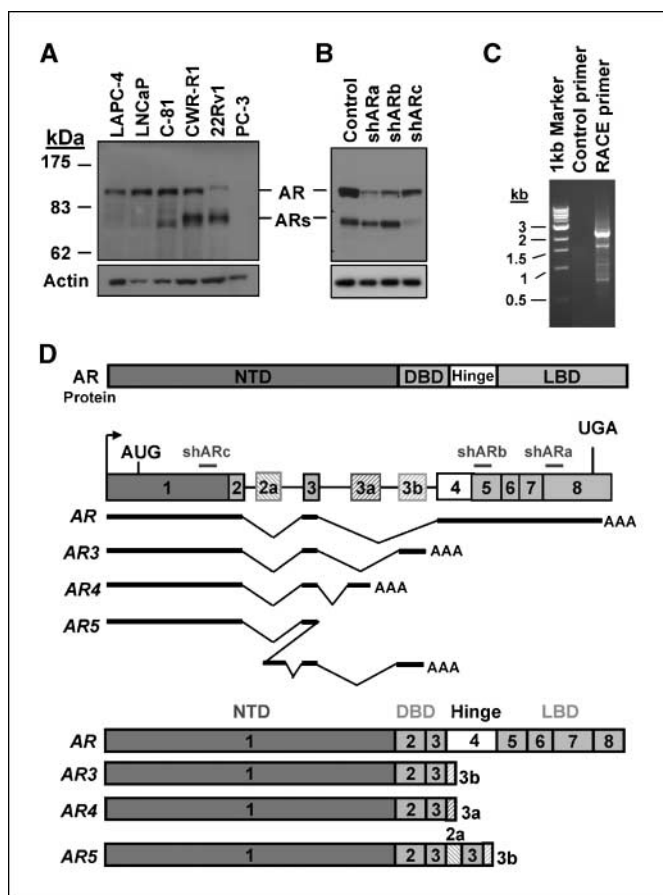 A
LAPC-4
LNCaP
C-81
CWR-R1
22Rv1
PC-3
kDa
175
83
62
Actin
AR
ARs
B
Control
shARa
shARb
shARc
C
1kb Marker
Control primer
RACE primer
kb
3
2
1.5
1
0.5
D
AR
Protein
NTD
DBD
Hinge
LBD
AUG
shARc
shARb
shARa
UGA
1
2
2a
3
3a
3b
4
5
6
7
8
AR
AAA
AR3
AAA
AR4
AAA
AR5
AAA
NTD
DBD
Hinge
LBD
AR
1
2
3
4
5
6
7
8
AR3
1
2
3
3b
AR4
1
2
3
3a
2a
AR5
1
2
3
3
3b